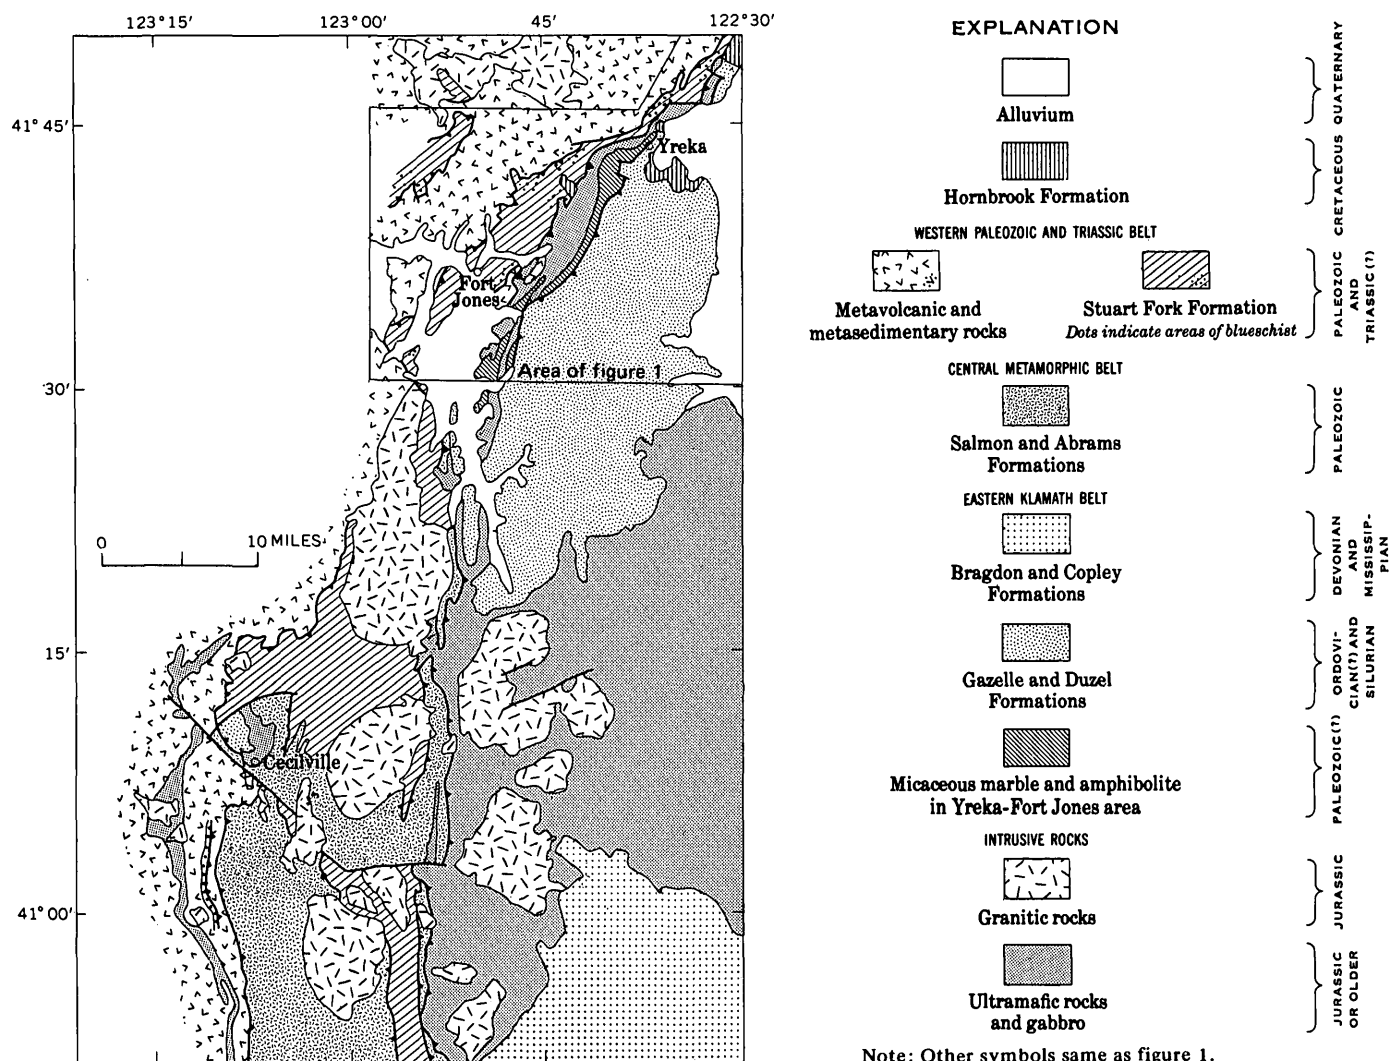 123°15′ 123°00′ 45′ 122°30′
41°45′
Yreka
Fort
Jones
Area of figure 1
30′
0 10 MILES
15′
Cecilville
41°00′
EXPLANATION
Alluvium
QUATERNARY
Hornbrook Formation
CRETACEOUS
WESTERN PALEOZOIC AND TRIASSIC BELT
Metavolcanic and
metasedimentary rocks
Stuart Fork Formation
Dots indicate areas of blueschist
PALEOZOIC
AND
TRIASSIC(?)
CENTRAL METAMORPHIC BELT
Salmon and Abrams
Formations
PALEOZOIC
EASTERN KLAMATH BELT
Bragdon and Copley
Formations
DEVONIAN
AND
MISSISSIP-
PIAN
Gazelle and Duzel
Formations
ORDOVI-
CIAN(?) AND
SILURIAN
Micaceous marble and amphibolite
in Yreka-Fort Jones area
PALEOZOIC(?)
INTRUSIVE ROCKS
Granitic rocks
JURASSIC
Ultramafic rocks
and gabbro
JURASSIC
OR OLDER
Note: Other symbols same as figure 1.